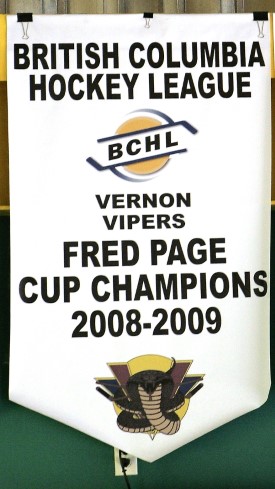 BRITISH COLUMBIA
HOCKEY LEAGUE
BCHL
VERNON
VIPERS
FRED PAGE
CUP CHAMPIONS
2008-2009